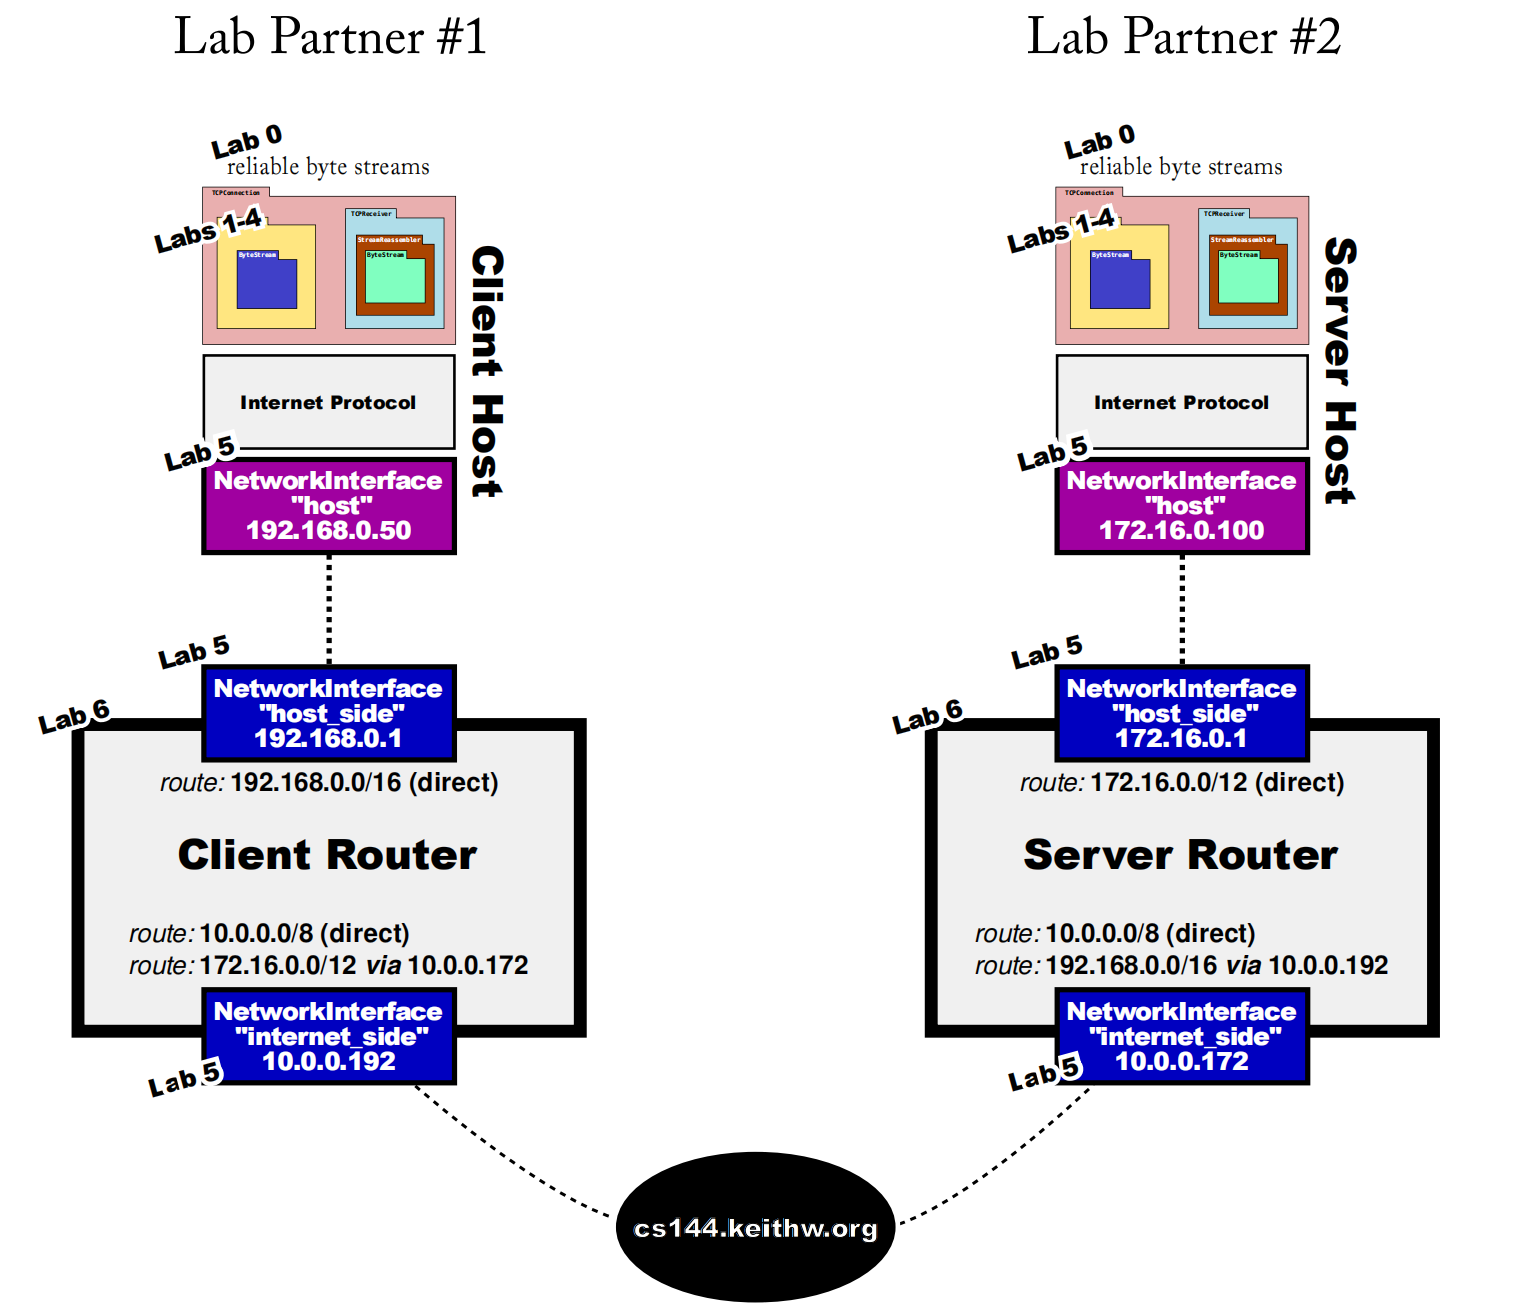 Lab Partner #1
Lab 0
reliable byte streams
TCPConnection
Labs 1-4
TCPReceiver
StreamReassembler
ByteStream
ByteStream
Client Host
Internet Protocol
Lab 5
NetworkInterface
"host"
192.168.0.50
Lab 5
NetworkInterface
"host_side"
192.168.0.1
Lab 6
route: 192.168.0.0/16 (direct)
Client Router
route: 10.0.0.0/8 (direct)
route: 172.16.0.0/12 via 10.0.0.172
NetworkInterface
"internet_side"
10.0.0.192
Lab 5
Lab Partner #2
Lab 0
reliable byte streams
TCPConnection
Labs 1-4
TCPReceiver
StreamReassembler
ByteStream
ByteStream
Server Host
Internet Protocol
Lab 5
NetworkInterface
"host"
172.16.0.100
Lab 5
NetworkInterface
"host_side"
172.16.0.1
Lab 6
route: 172.16.0.0/12 (direct)
Server Router
route: 10.0.0.0/8 (direct)
route: 192.168.0.0/16 via 10.0.0.192
NetworkInterface
"internet_side"
10.0.0.172
Lab 5
cs144.keithw.org